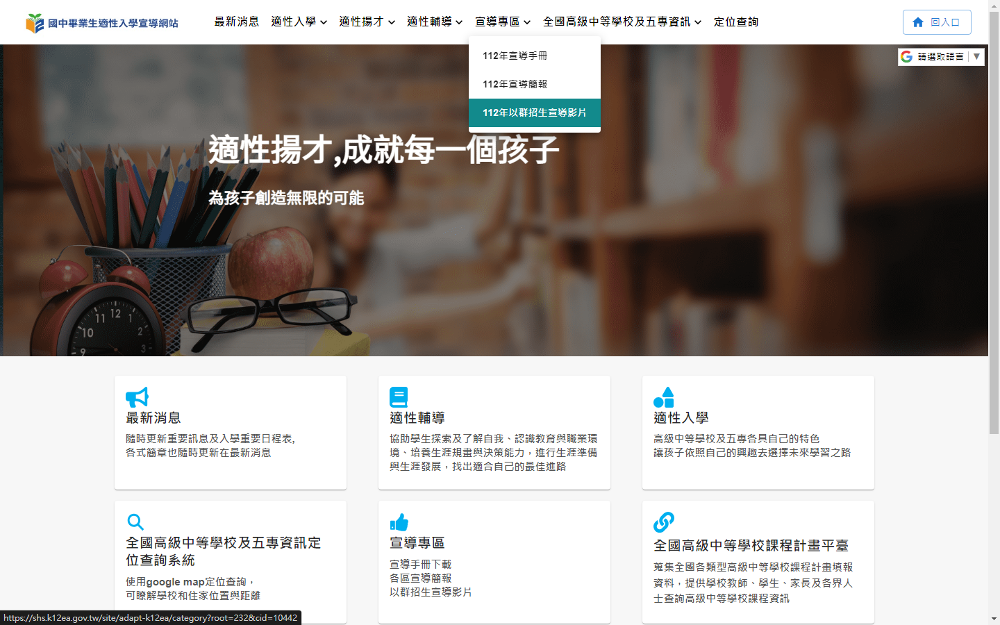 國中畢業生適性入學宣導網站
最新消息 適性入學 適性揚才 適性輔導 宣導專區 全國高級中等學校及五專資訊 定位查詢
回入口
請選取語言 ▼
112年宣導手冊
112年宣導簡報
112年以群招生宣導影片
適性揚才,成就每一個孩子
為孩子創造無限的可能
12
11 1
10 2
9 3
最新消息
隨時更新重要訊息及入學重要日程表,
各式簡章也隨時更新在最新消息
適性輔導
協助學生探索及了解自我、認識教育與職業環
境、培養生涯規畫與決策能力，進行生涯準備
與生涯發展，找出適合自己的最佳進路
適性入學
高級中等學校及五專各具自己的特色
讓孩子依照自己的興趣去選擇未來學習之路
全國高級中等學校及五專資訊定
位查詢系統
使用google map定位查詢，
可瞭解學校和住家位置與距離
宣導專區
宣導手冊下載
各區宣導簡報
以群招生宣導影片
全國高級中等學校課程計畫平臺
蒐集全國各類型高級中等學校課程計畫填報
資料，提供學校教師、學生、家長及各界人
士查詢高級中等學校課程資訊
https://shs.k12ea.gov.tw/site/adapt-k12ea/category?root=232&cid=10442